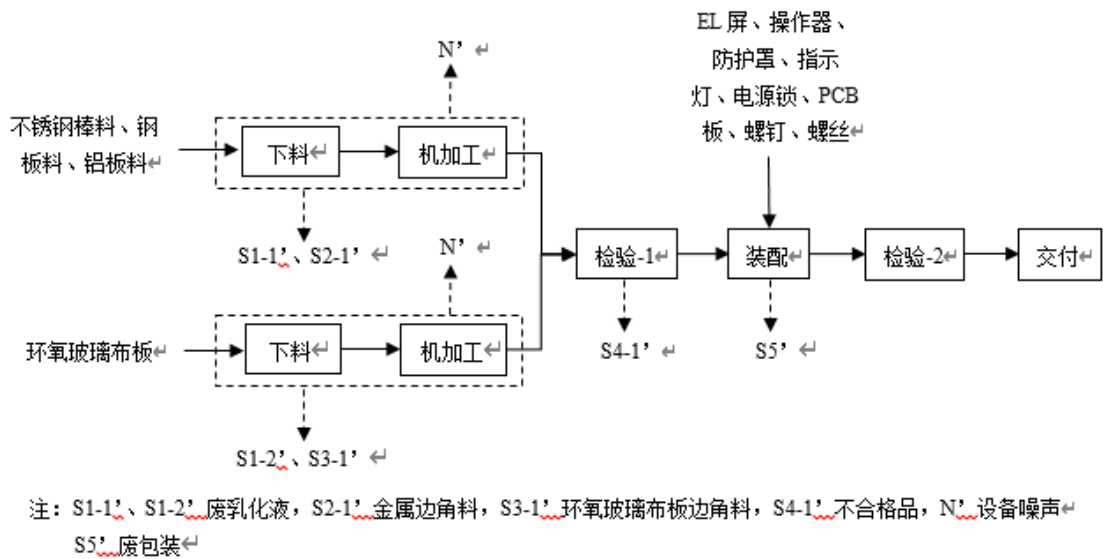 EL 屏、操作器、
防护罩、指示
灯、电源锁、PCB
板、螺钉、螺丝
N’
不锈钢棒料、钢
板料、铝板料
下料
机加工
S1-1’、S2-1’
N’
检验-1
装配
检验-2
交付
环氧玻璃布板
下料
机加工
S4-1’
S5’
S1-2’、S3-1’
注：S1-1’、S1-2’废乳化液，S2-1’金属边角料，S3-1’环氧玻璃布板边角料，S4-1’不合格品，N’设备噪声
S5’废包装